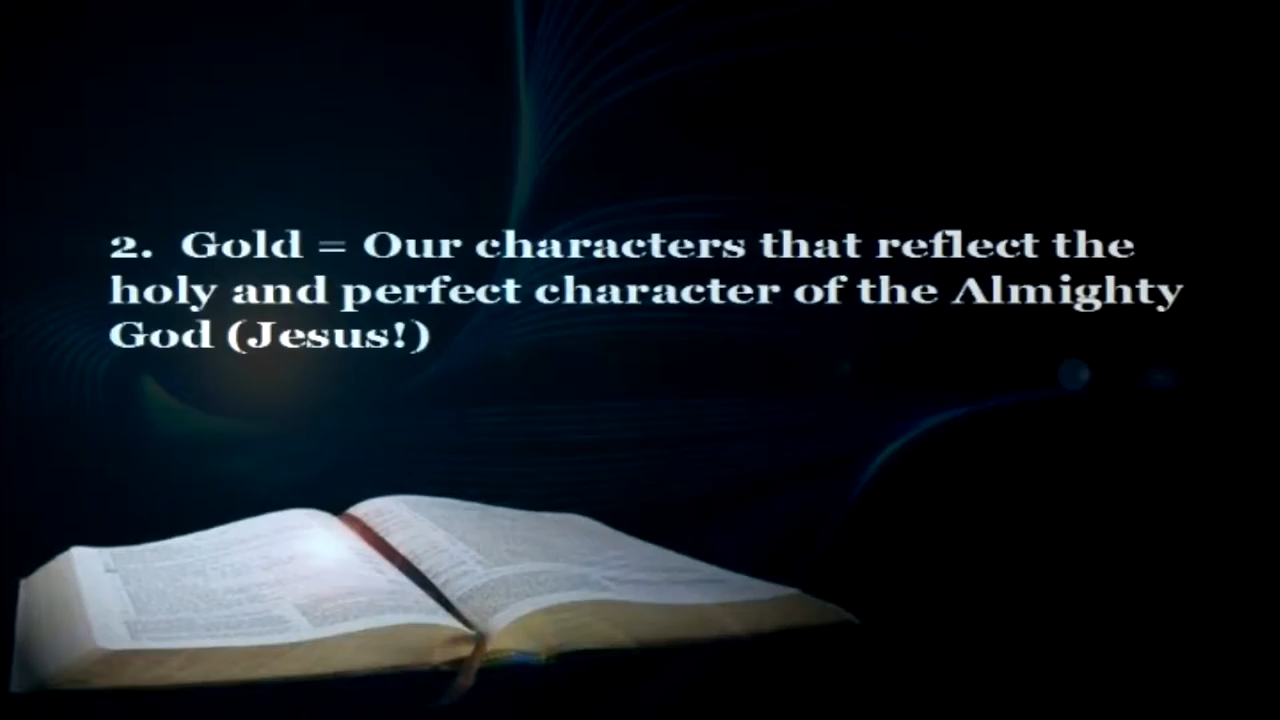 2. Gold = Our characters that reflect the
holy and perfect character of the Almighty
God (Jesus!)